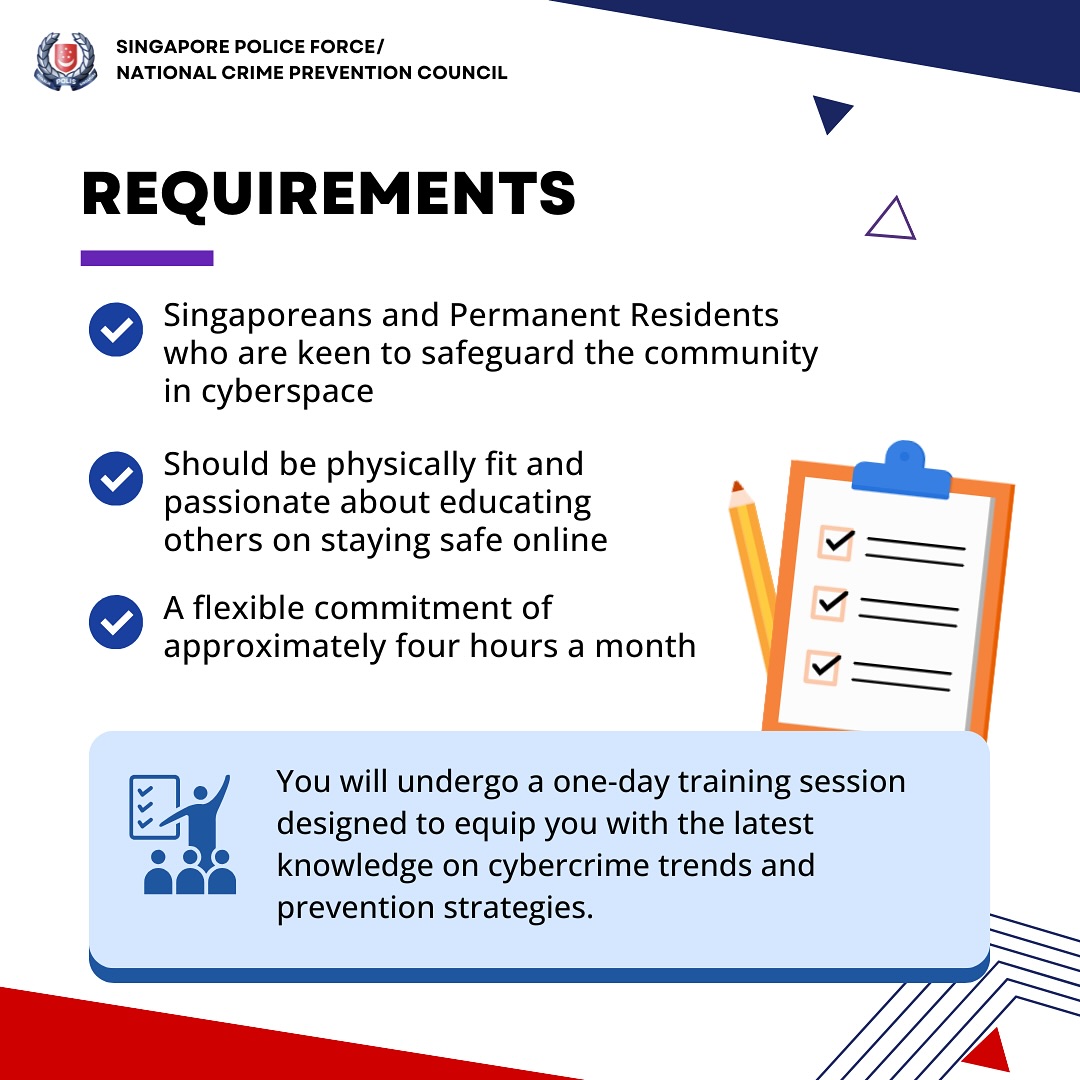 SINGAPORE POLICE FORCE/
NATIONAL CRIME PREVENTION COUNCIL
REQUIREMENTS
Singaporeans and Permanent Residents
who are keen to safeguard the community
in cyberspace
Should be physically fit and
passionate about educating
others on staying safe online
A flexible commitment of
approximately four hours a month
You will undergo a one-day training session
designed to equip you with the latest
knowledge on cybercrime trends and
prevention strategies.